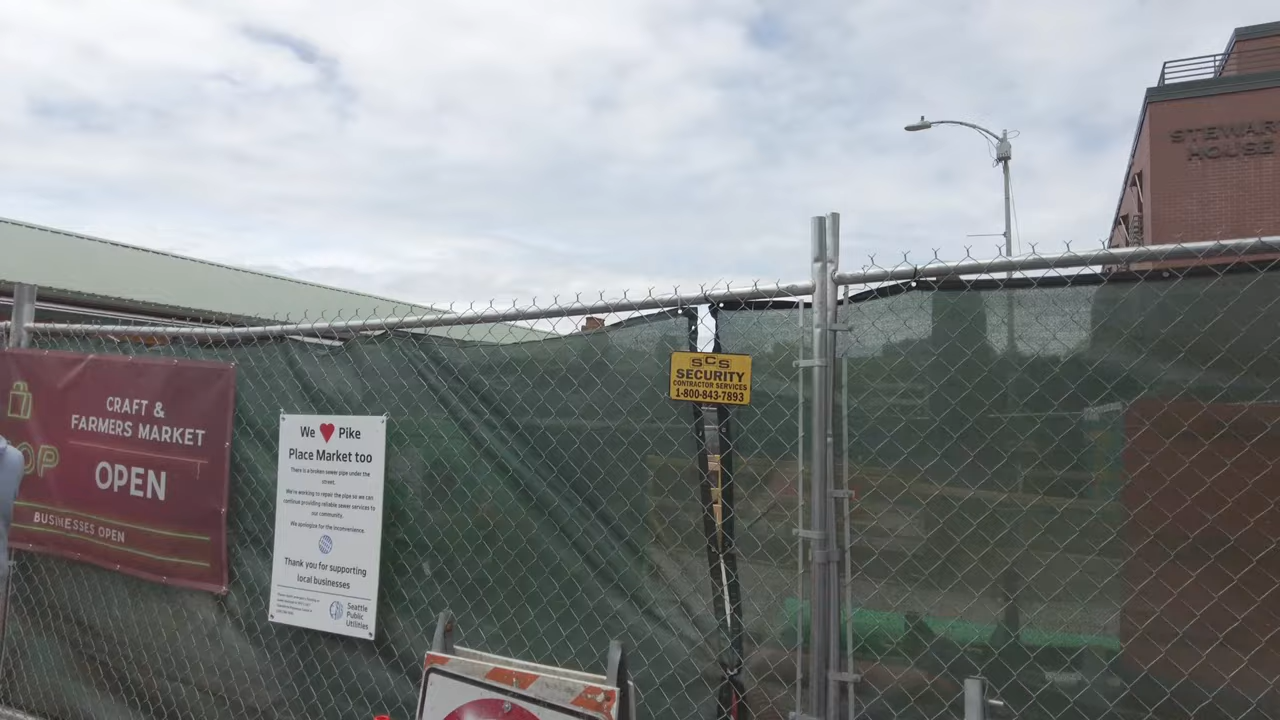 STEWAR
HOUSE
SCS
SECURITY
CONTRACTOR SERVICES
1-800-843-7893
CRAFT &
FARMERS MARKET
OP
OPEN
BUSINESSES OPEN
We ♥ Pike
Place Market too
There is a broken sewer pipe under the
street.
We're working to repair the pipe so we can
continue providing reliable sewer services to
our community.
We apologize for the inconvenience.
Thank you for supporting
local businesses
Seattle
Public
Utilities